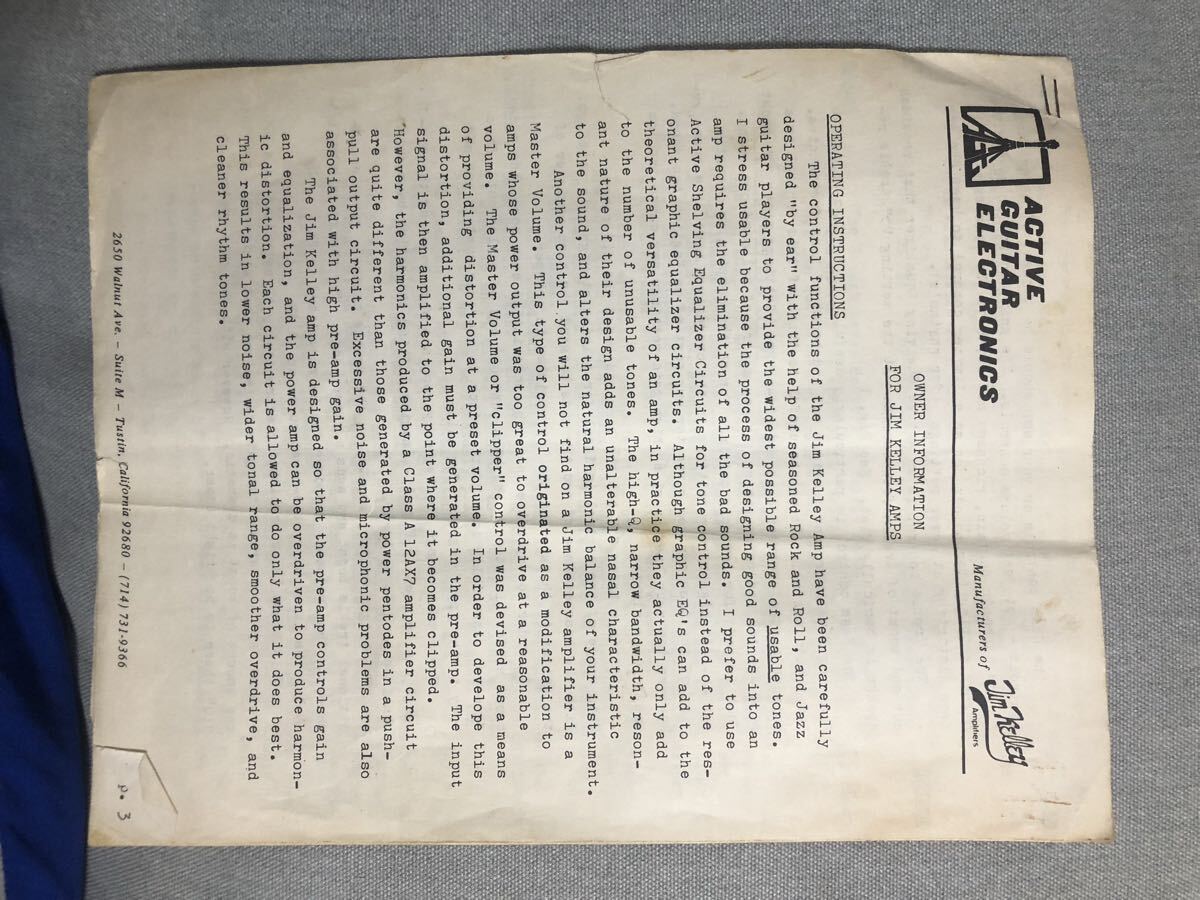 ACTIVE
GUITAR
ELECTRONICS
Manufacturers of
Jim Kelley
Amplifiers
OWNER INFORMATION
FOR JIM KELLEY AMPS
OPERATING INSTRUCTIONS
The control functions of the Jim Kelley Amp have been carefully
designed "by ear" with the help of seasoned Rock and Roll, and Jazz
guitar players to provide the widest possible range of usable tones.
I stress usable because the process of designing good sounds into an
amp requires the elimination of all the bad sounds. I prefer to use
Active Shelving Equalizer Circuits for tone control instead of the res-
onant graphic equalizer circuits. Although graphic EQ's can add to the
theoretical versatility of an amp, in practice they actually only add
to the number of unusable tones. The high-Q, narrow bandwidth, reson-
ant nature of their design adds an unalterable nasal characteristic
to the sound, and alters the natural harmonic balance of your instrument.
Another control you will not find on a Jim Kelley amplifier is a
Master Volume. This type of control originated as a modification to
amps whose power output was too great to overdrive at a reasonable
volume. The Master Volume or "clipper" control was devised as a means
of providing distortion at a preset volume. In order to develope this
distortion, additional gain must be generated in the pre-amp. The input
signal is then amplified to the point where it becomes clipped.
However, the harmonics produced by a Class A 12AX7 amplifier circuit
are quite different than those generated by power pentodes in a push-
pull output circuit. Excessive noise and microphonic problems are also
associated with high pre-amp gain.
The Jim Kelley amp is designed so that the pre-amp controls gain
and equalization, and the power amp can be overdriven to produce harmon-
ic distortion. Each circuit is allowed to do only what it does best.
This results in lower noise, wider tonal range, smoother overdrive, and
cleaner rhythm tones.
2650 Walnut Ave. - Suite M - Tustin, California 92680 - (714) 731-9366
p. 3